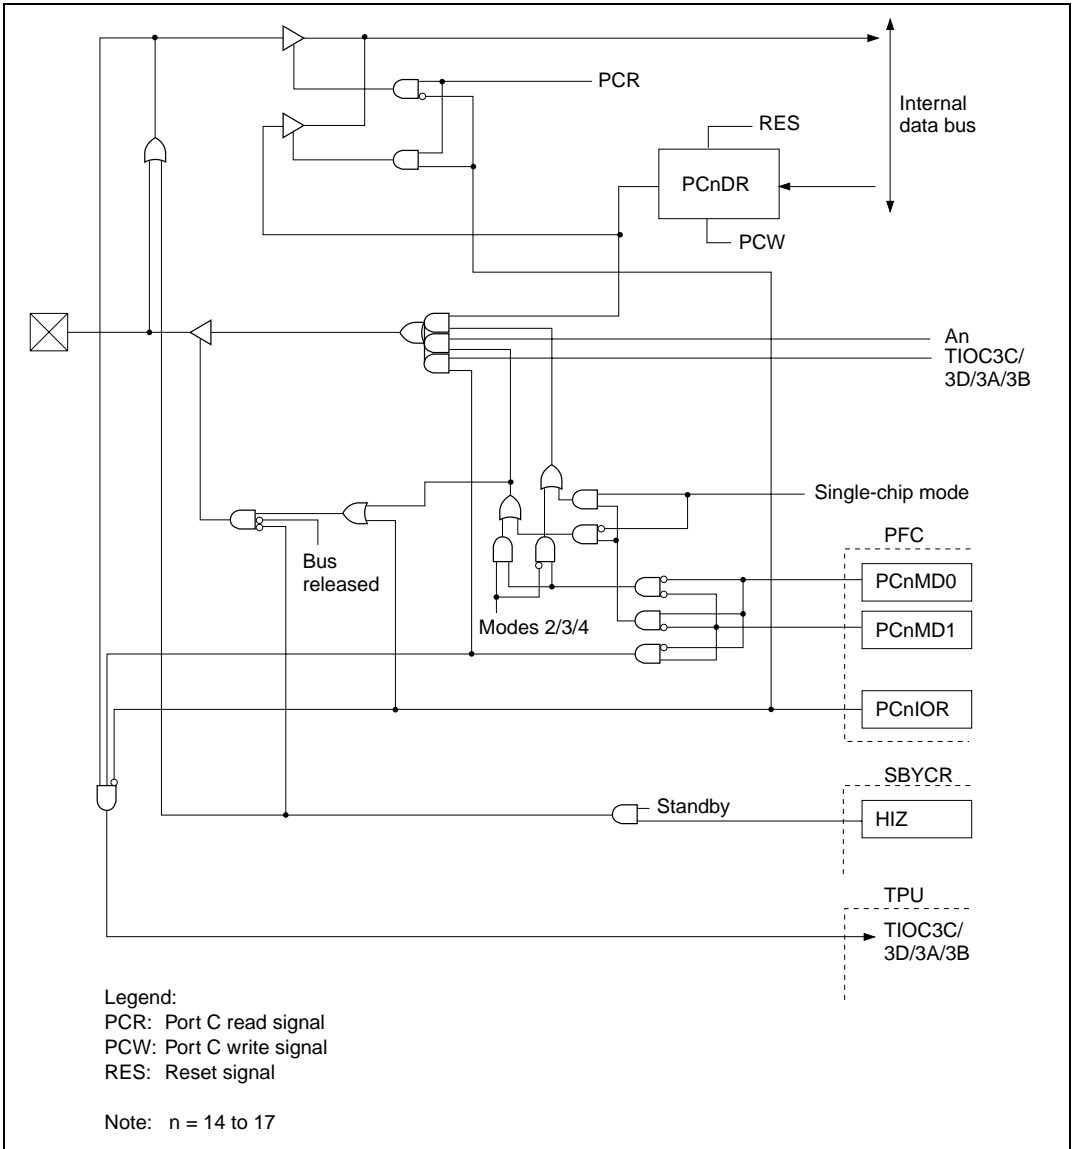 PCR
Internal
data bus
RES
PCnDR
PCW
An
TIOC3C/
3D/3A/3B
Single-chip mode
PFC
Bus
released
PCnMD0
Modes 2/3/4
PCnMD1
PCnIOR
SBYCR
Standby
HIZ
TPU
TIOC3C/
3D/3A/3B
Legend:
PCR: Port C read signal
PCW: Port C write signal
RES: Reset signal
Note: n = 14 to 17